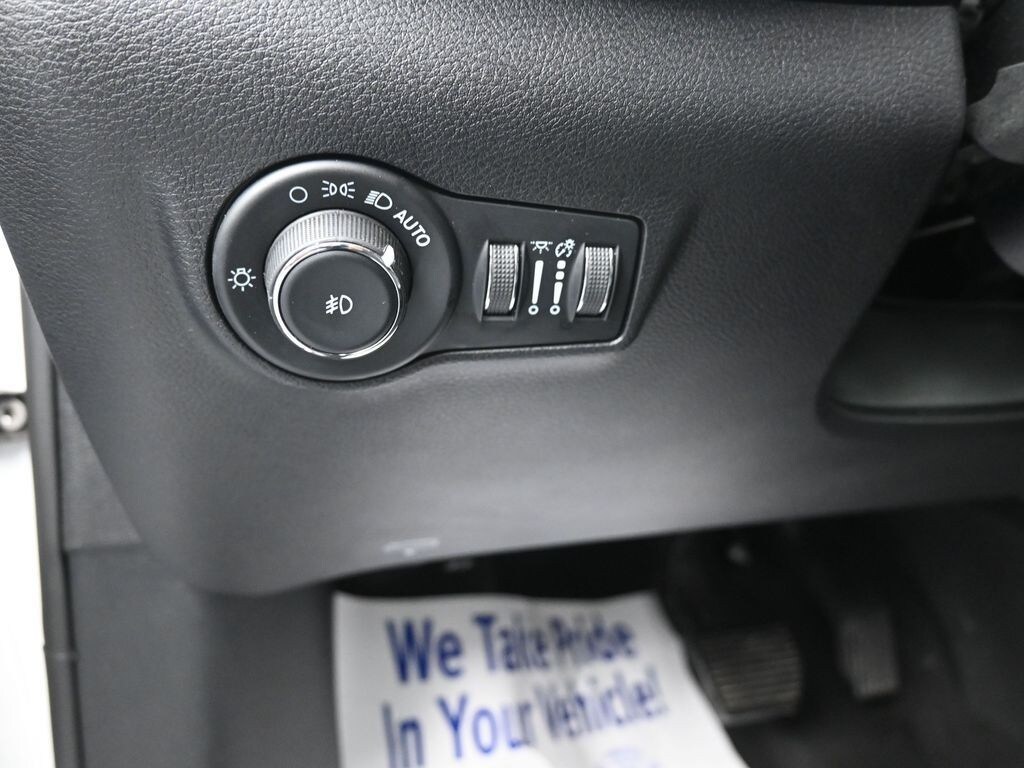 AUTO
We Take Pride
In Your Vehicle!